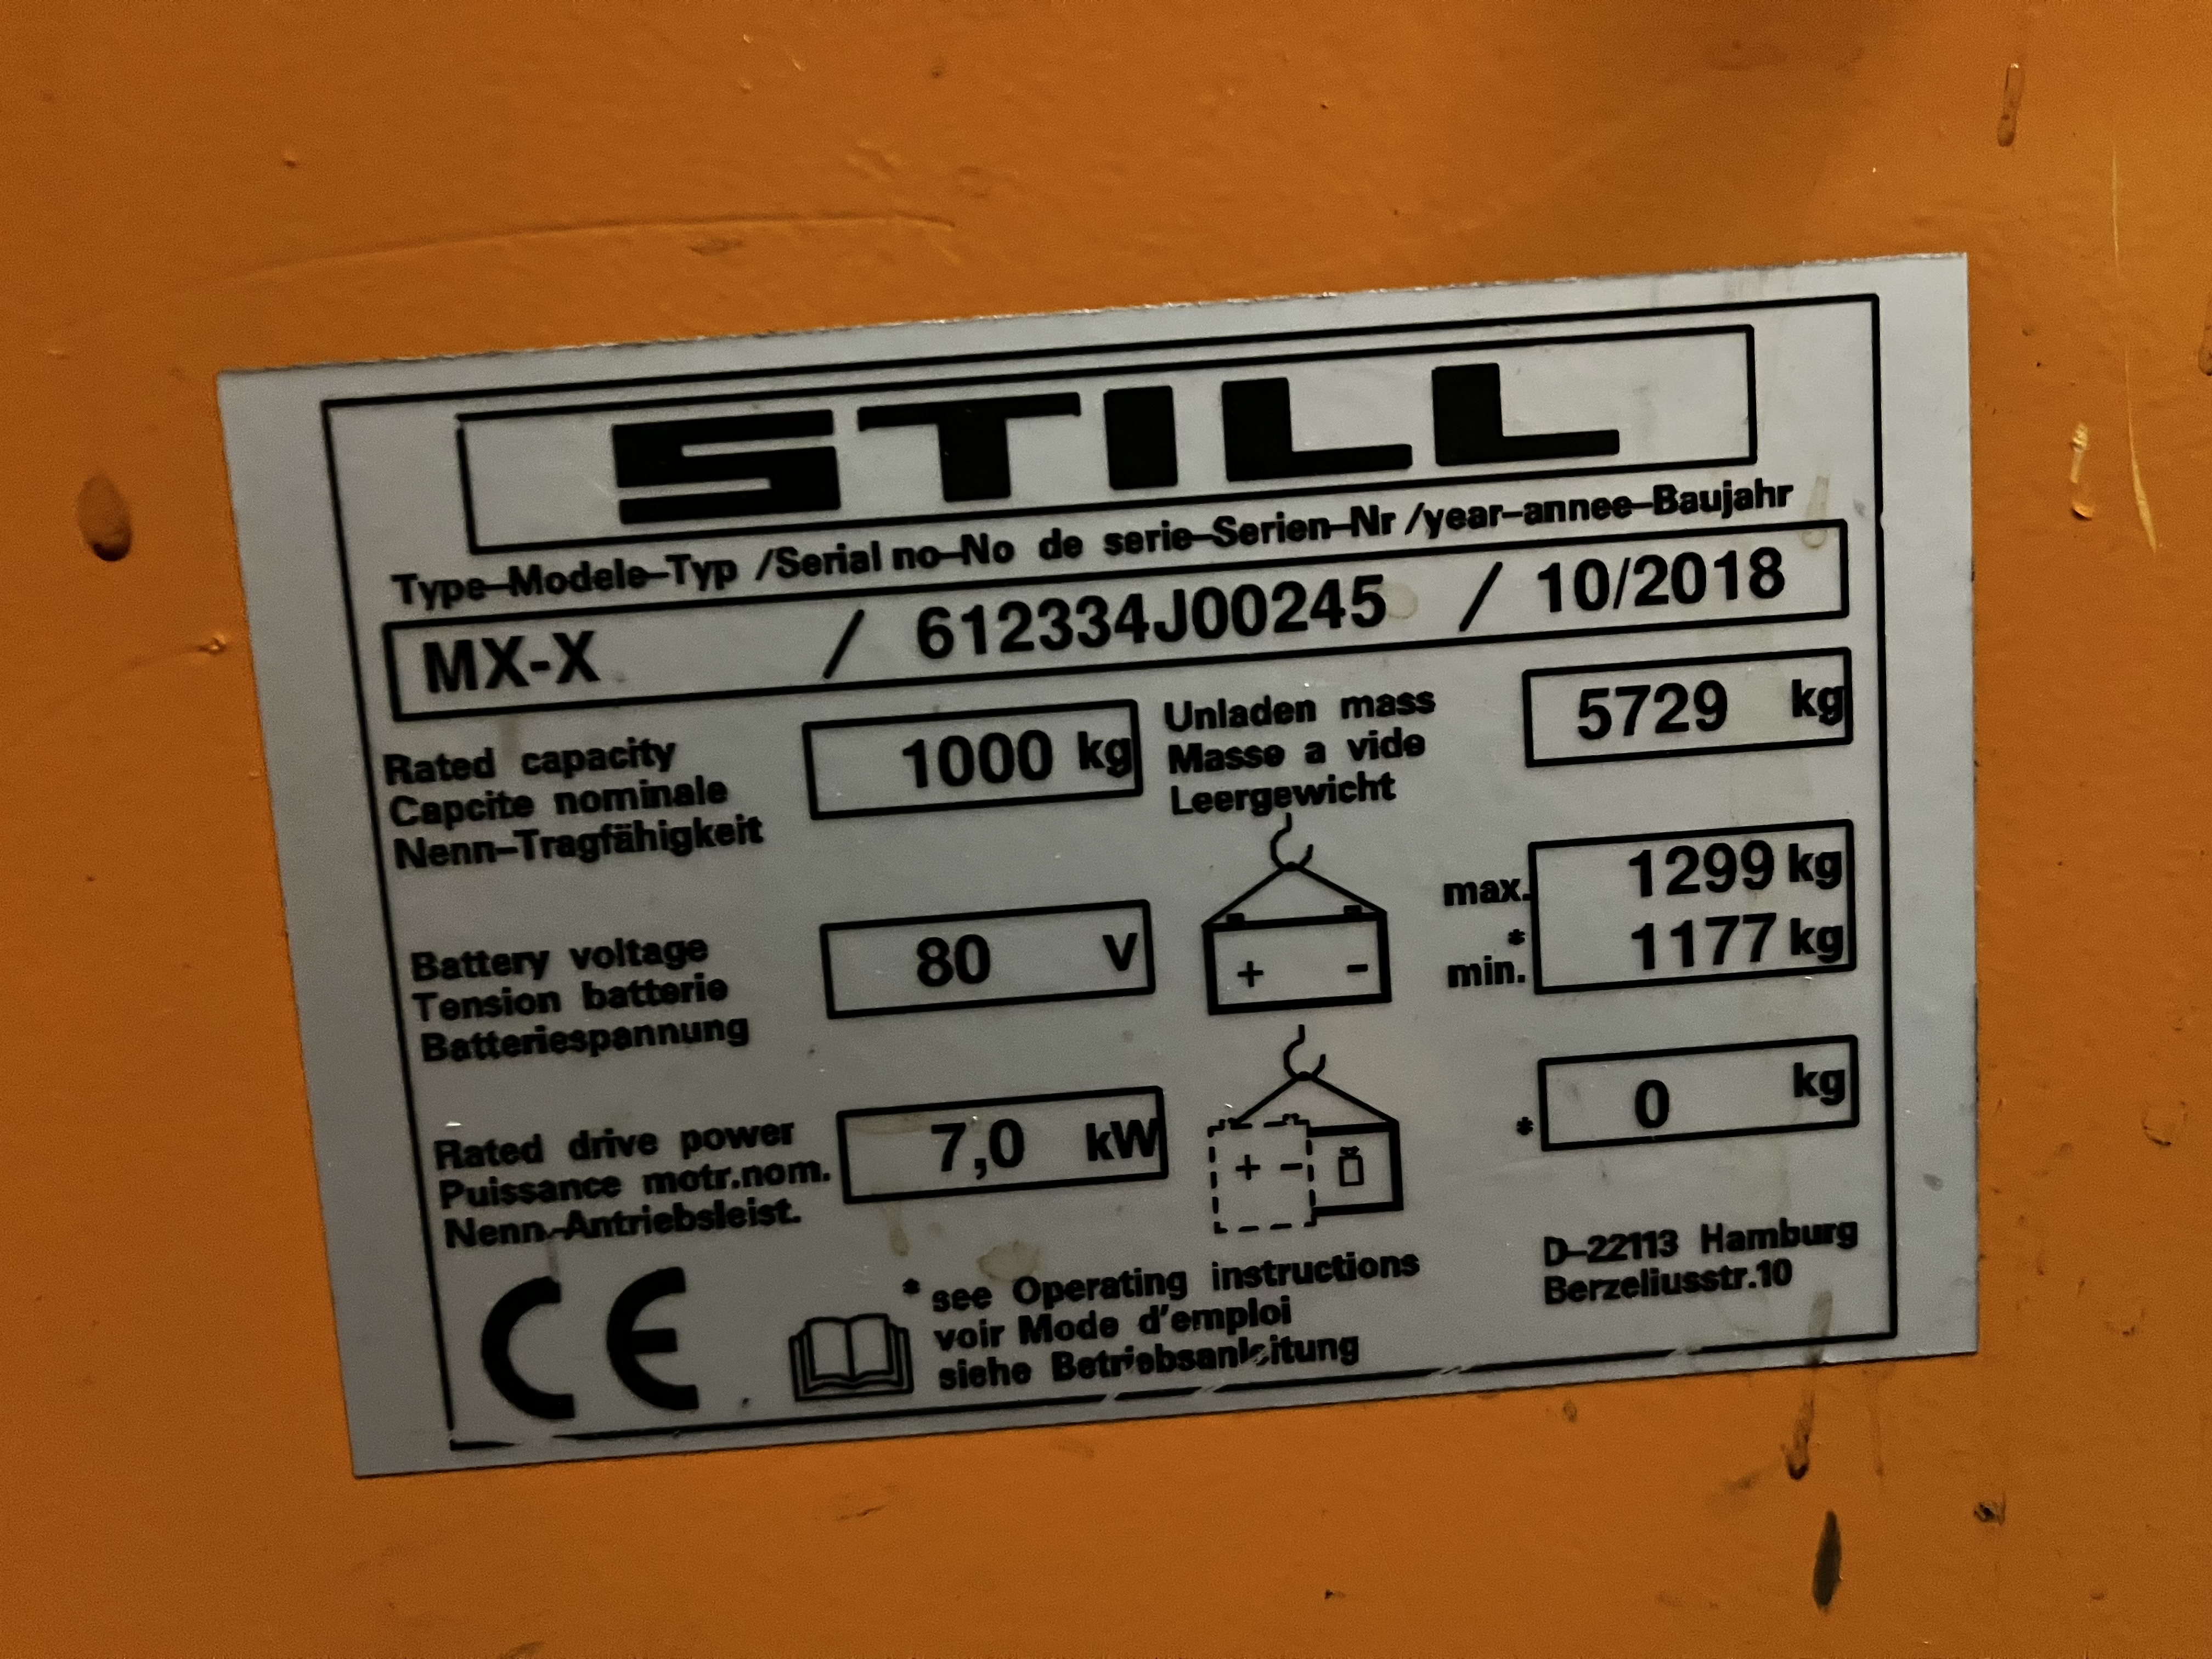 STILL
Type-Modele-Typ /Serial no-No de serie-Serien-Nr /year-annee-Baujahr
MX-X / 612334J00245 / 10/2018
Rated capacity
Capcite nominale
Nenn-Tragfähigkeit
1000 kg
Unladen mass
Masse a vide
Leergewicht
5729 kg
Battery voltage
Tension batterie
Batteriespannung
80 V
+ -
max. 1299 kg
*
min. 1177 kg
Rated drive power
Puissance motr.nom.
Nenn.-Antriebsleist.
7,0 kW
+ -
* 0 kg
CE
* see Operating instructions
voir Mode d'emploi
siehe Betriebsanleitung
D-22113 Hamburg
Berzeliusstr.10